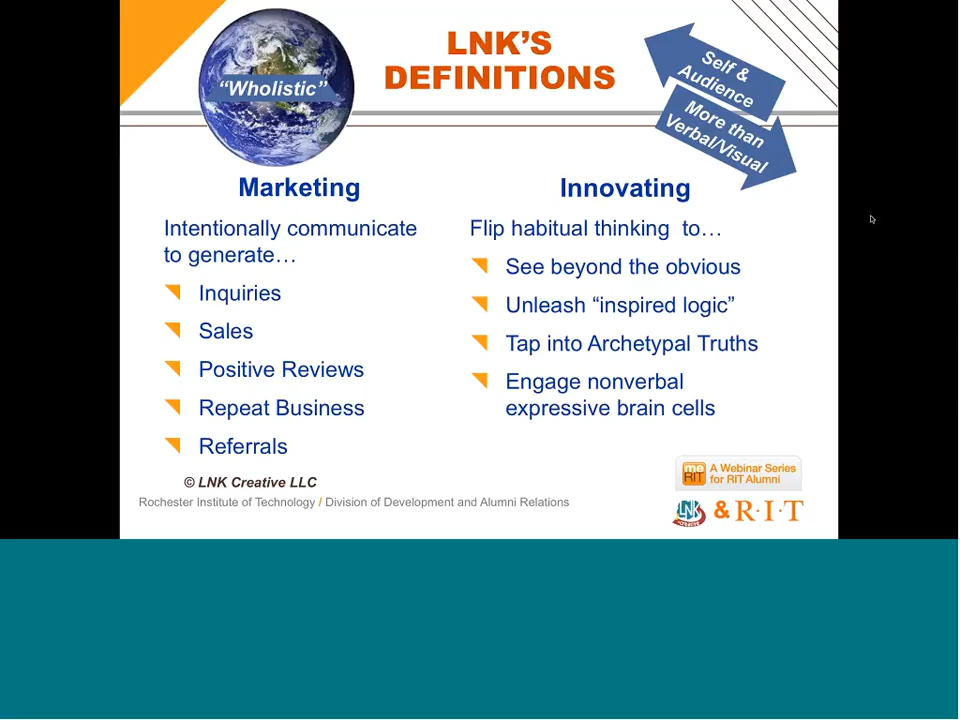 “Wholistic”
LNK’S
DEFINITIONS
Self &
Audience
More than
Verbal/Visual
Marketing
Intentionally communicate
to generate…
Inquiries
Sales
Positive Reviews
Repeat Business
Referrals
Innovating
Flip habitual thinking to…
See beyond the obvious
Unleash “inspired logic”
Tap into Archetypal Truths
Engage nonverbal
expressive brain cells
© LNK Creative LLC
Rochester Institute of Technology / Division of Development and Alumni Relations
me
RIT
A Webinar Series
for RIT Alumni
LNK
& R·I·T